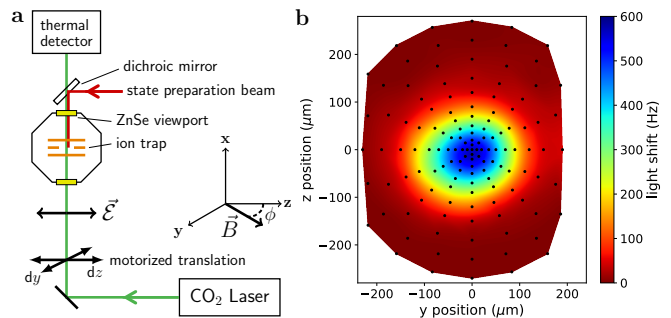 a
thermal
detector
dichroic mirror
state preparation beam
ZnSe viewport
ion trap
x
z
y
ϕ
B⃗
ℰ⃗
motorized translation
dy
dz
CO₂ Laser
b
z position (μm)
200
100
0
−100
−200
−200 −100 0 100 200
y position (μm)
600
500
400
300
200
100
0
light shift (Hz)